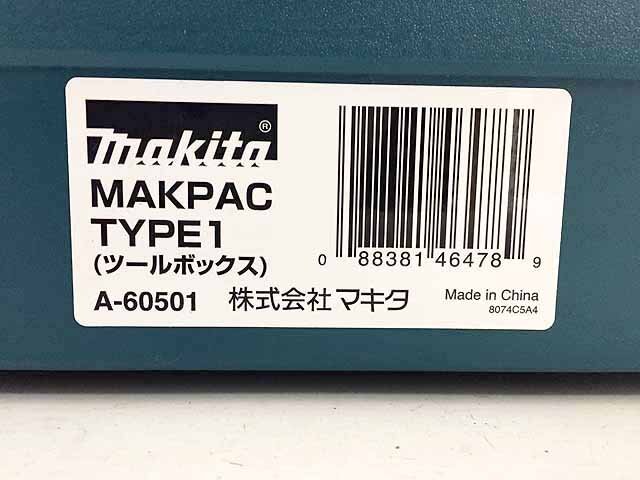 makita®
MAKPAC
TYPE1
(ツールボックス)
A-60501 株式会社マキタ
0 88381 46478 9
Made in China
8074C5A4